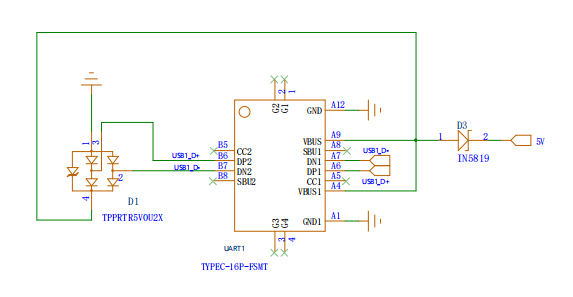 G2 2
G1 1
GND A12
VBUS A9
SBU1 A8
DN1 A7
DP1 A6
CC1 A5
VBUS1 A4
GND1 A1
G3 3
G4 4
B5 CC2
B6 DP2
B7 DN2
B8 SBU2
USB1_D+
USB1_D-
USB1_D+
1 3
2
4
D1
TPPRTR5VOU2X
UART1
TYPEC-16P-FSMT
D3
1 2
IN5819
5V